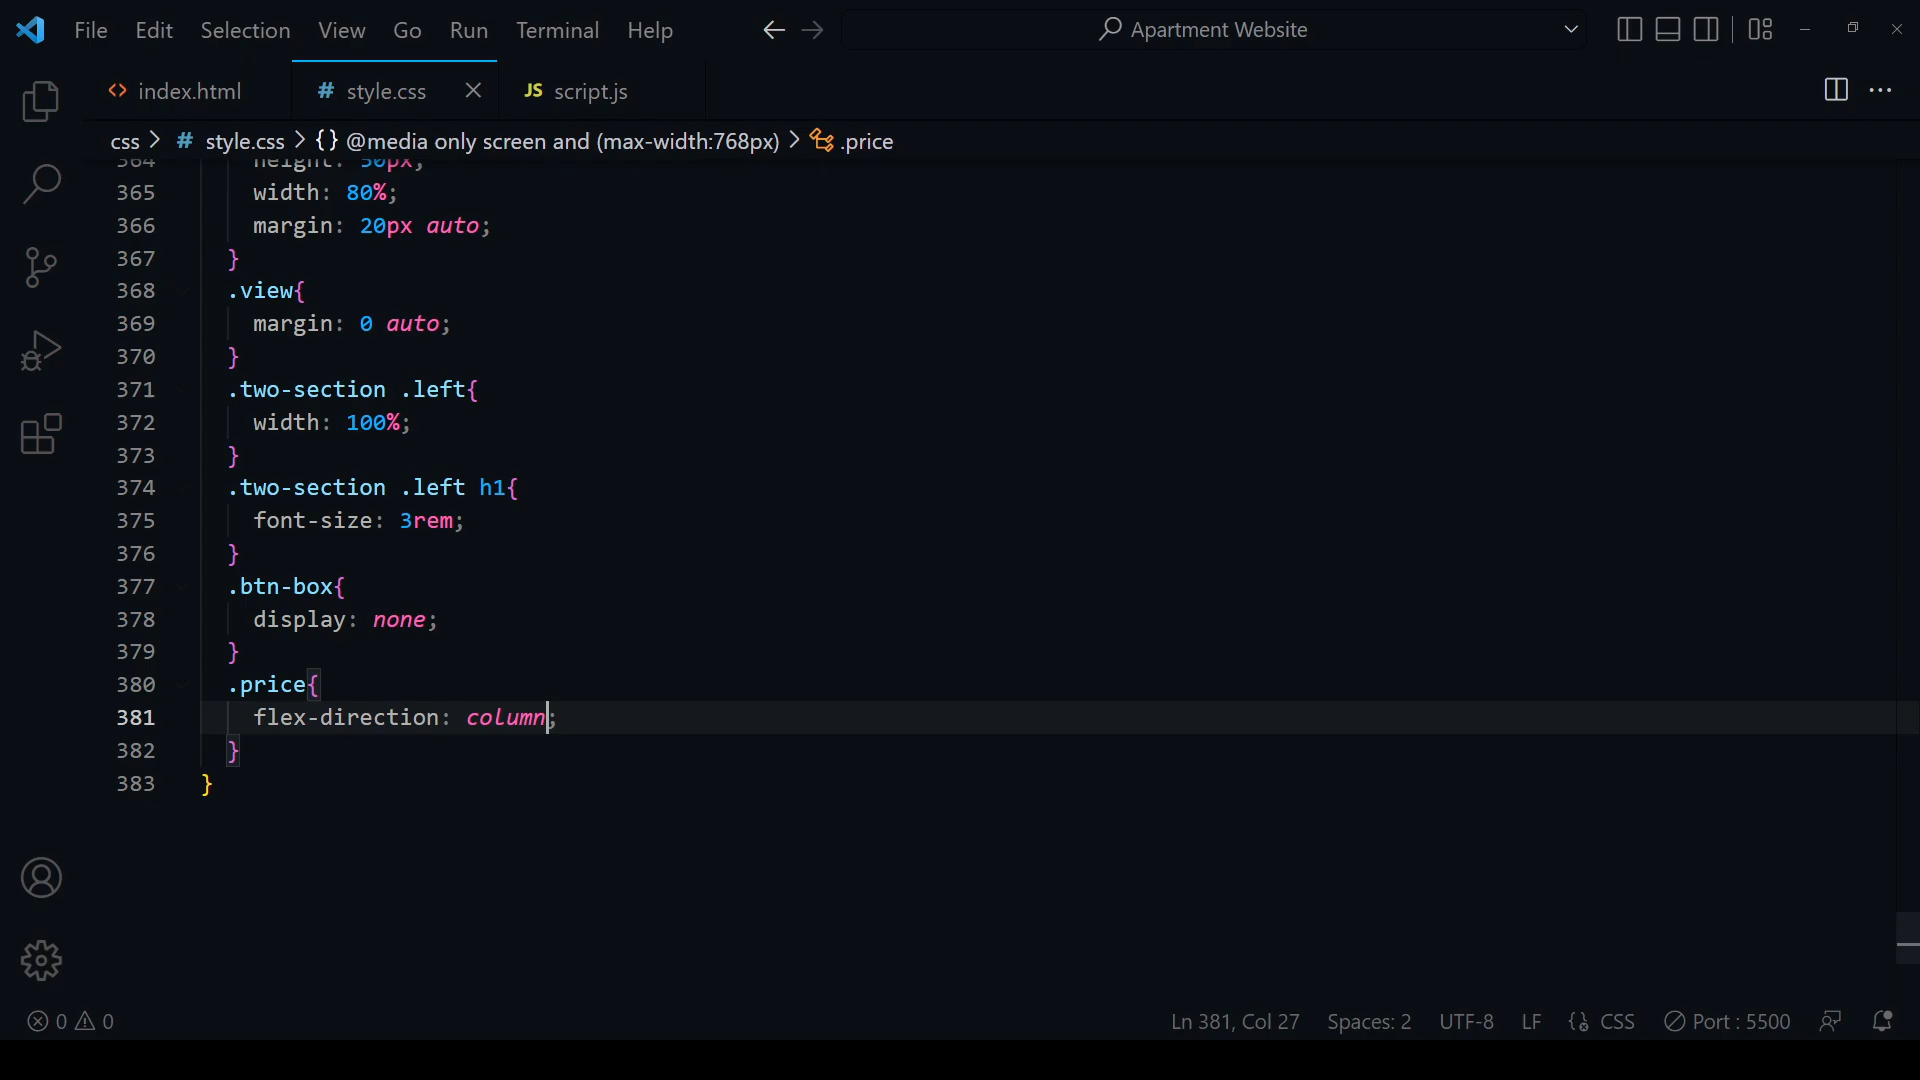 File Edit Selection View Go Run Terminal Help Apartment Website
index.html # style.css JS script.js
css > # style.css > {} @media only screen and (max-width:768px) > .price
364 height: 50px;
365 width: 80%;
366 margin: 20px auto;
367 }
368 .view{
369 margin: 0 auto;
370 }
371 .two-section .left{
372 width: 100%;
373 }
374 .two-section .left h1{
375 font-size: 3rem;
376 }
377 .btn-box{
378 display: none;
379 }
380 .price{
381 flex-direction: column;
382 }
383 }
0 0 Ln 381, Col 27 Spaces: 2 UTF-8 LF {} CSS Port : 5500